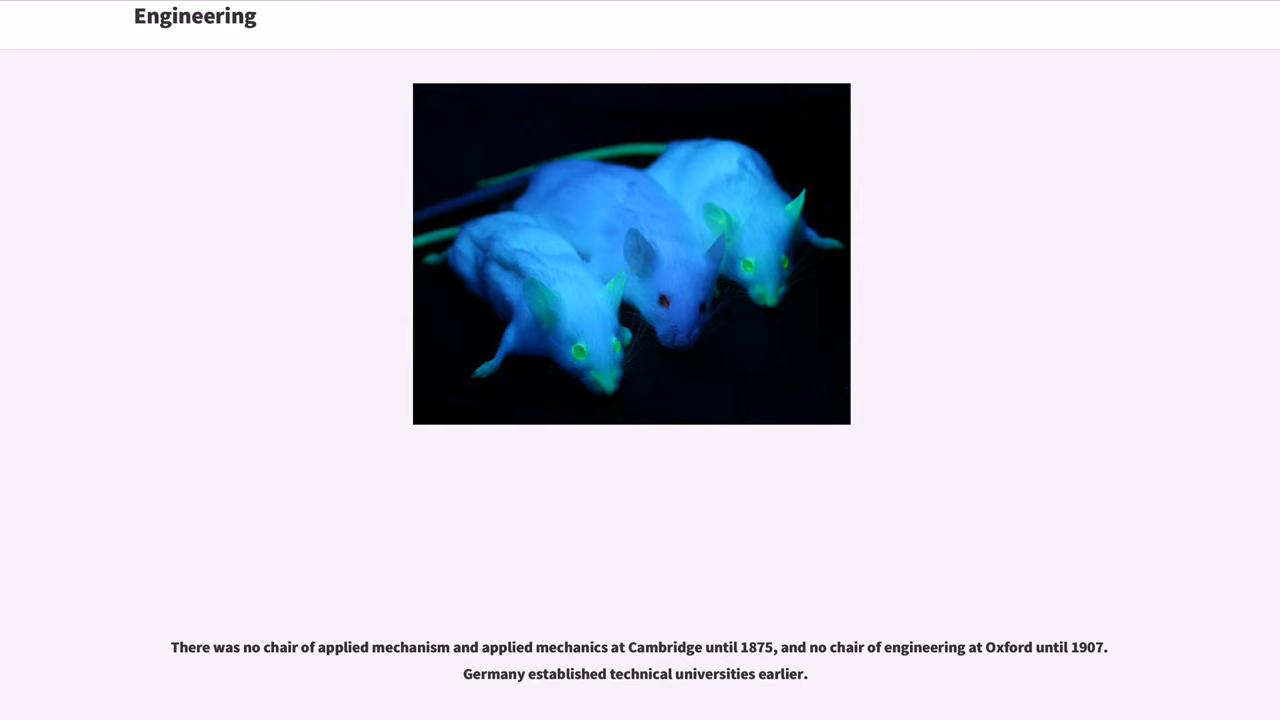 Engineering
There was no chair of applied mechanism and applied mechanics at Cambridge until 1875, and no chair of engineering at Oxford until 1907.
Germany established technical universities earlier.